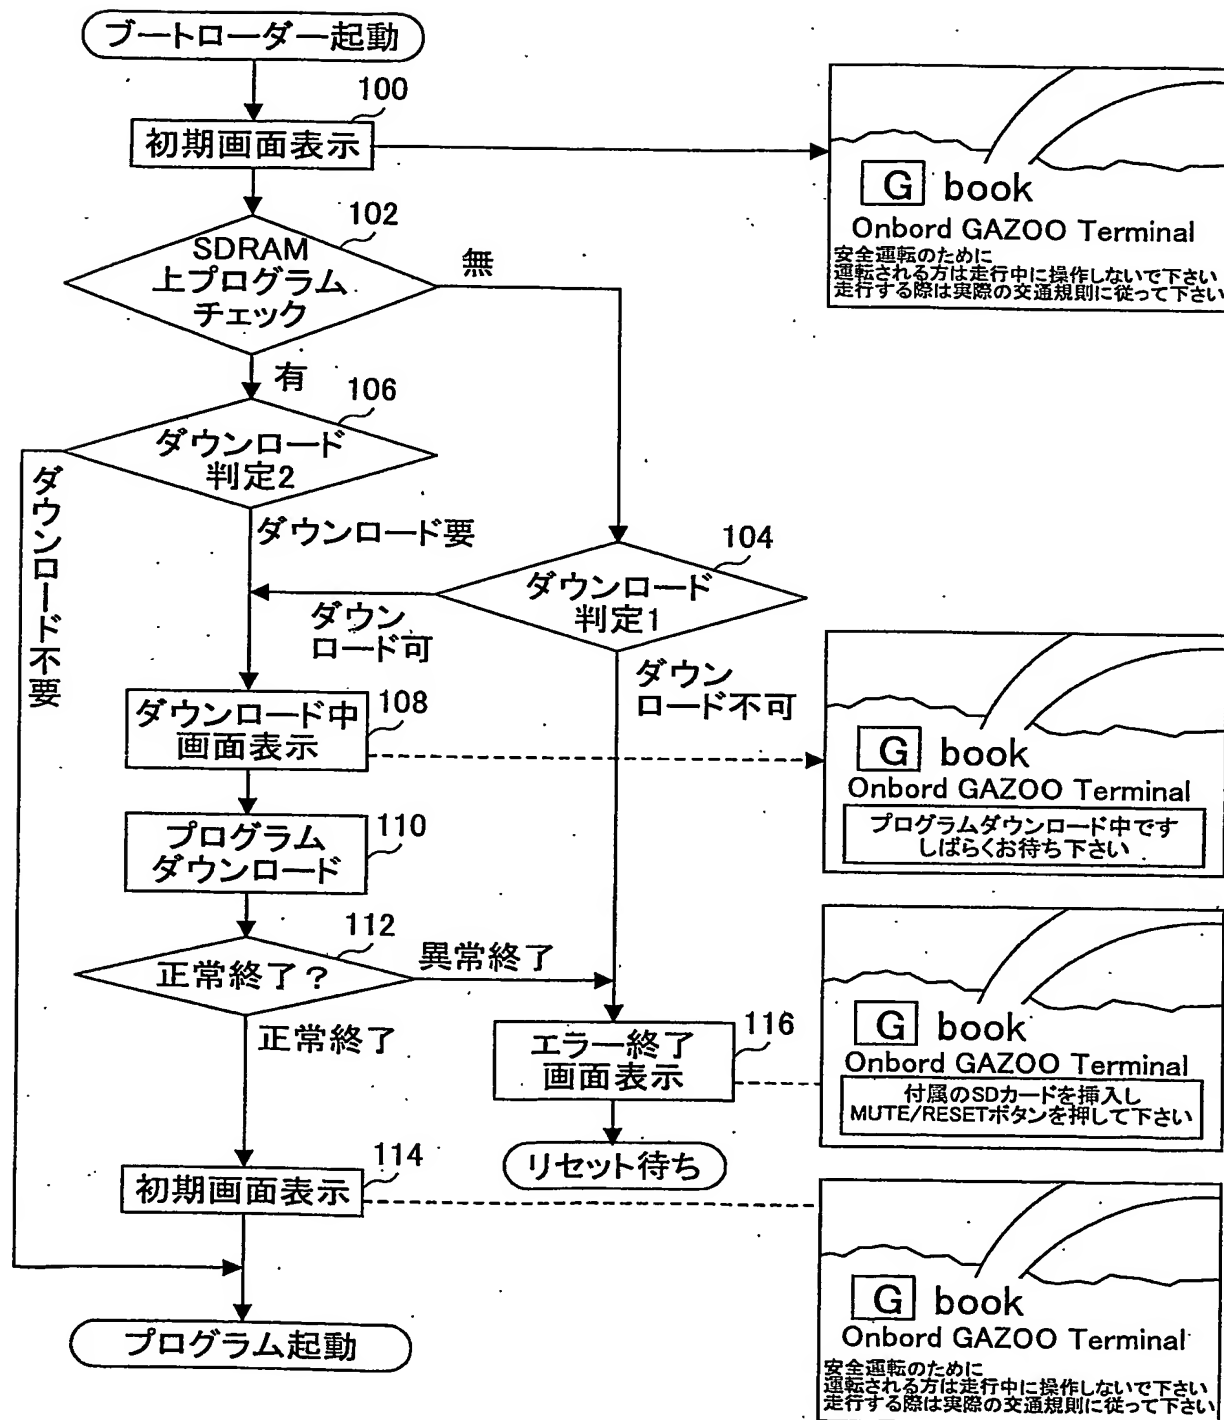 ブートローダー起動
100
初期画面表示
G book
Onbord GAZOO Terminal
安全運転のために
運転される方は走行中に操作しないで下さい
走行する際は実際の交通規則に従って下さい
102
SDRAM
上プログラム
チェック
無
有
106
ダウンロード
判定2
ダウンロード不要
ダウンロード要
104
ダウンロード
判定1
ダウン
ロード可
ダウン
ロード不可
ダウンロード中
画面表示
108
G book
Onbord GAZOO Terminal
プログラムダウンロード中です
しばらくお待ち下さい
プログラム
ダウンロード
110
112
正常終了?
異常終了
正常終了
エラー終了
画面表示
116
G book
Onbord GAZOO Terminal
付属のSDカードを挿入し
MUTE/RESETボタンを押して下さい
リセット待ち
初期画面表示
114
G book
Onbord GAZOO Terminal
安全運転のために
運転される方は走行中に操作しないで下さい
走行する際は実際の交通規則に従って下さい
プログラム起動